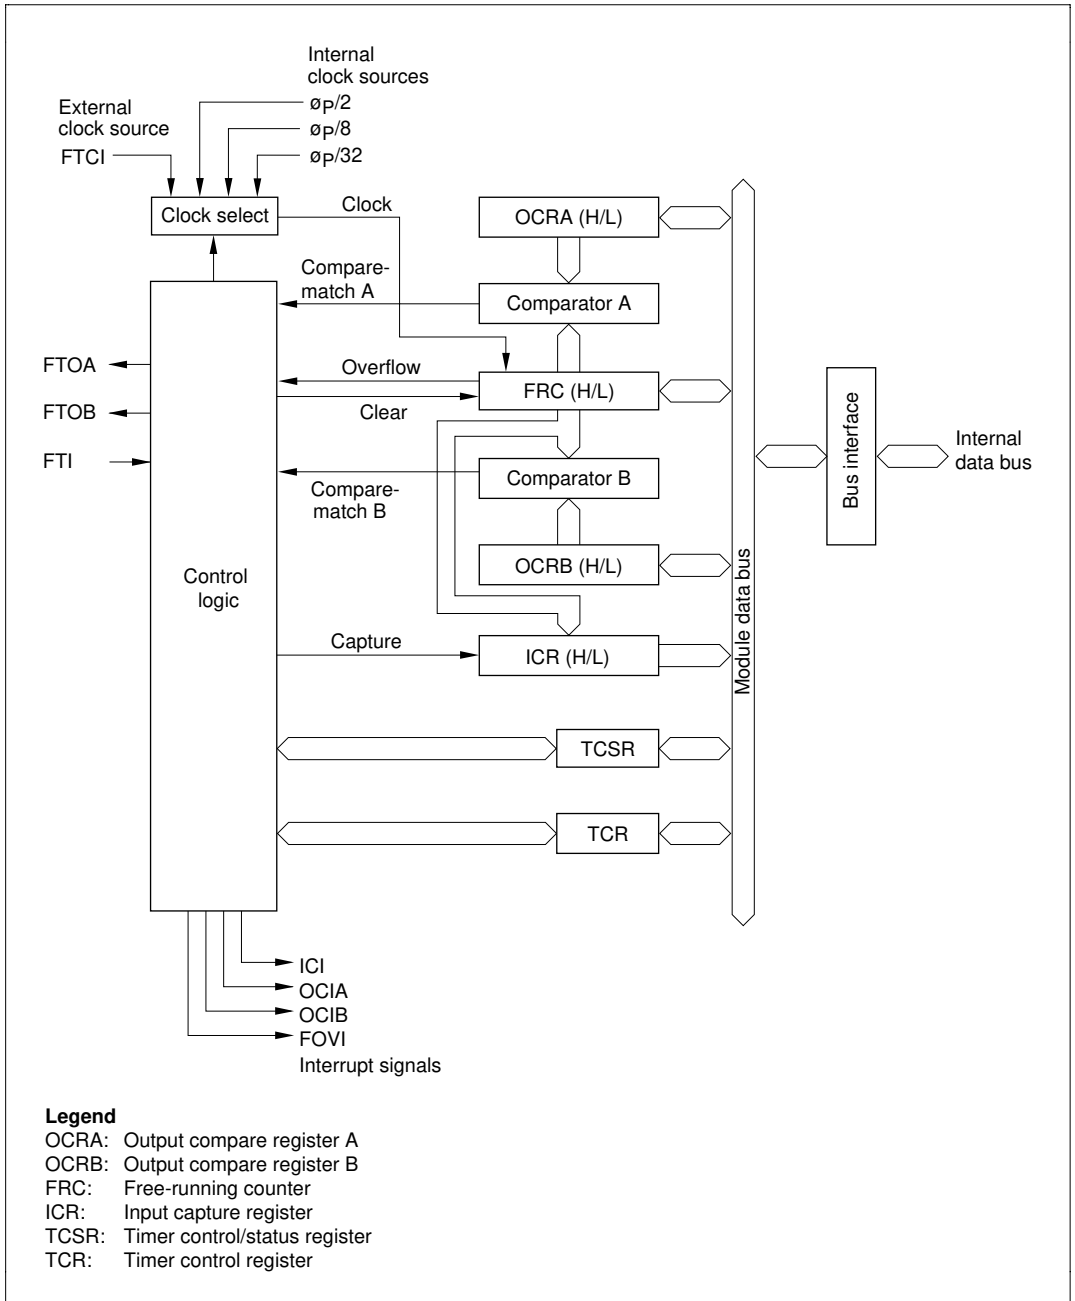 Internal
clock sources
External
clock source
øP/2
øP/8
FTCI
øP/32
Clock select
Clock
OCRA (H/L)
Compare-
match A
Comparator A
FTOA
Overflow
FRC (H/L)
FTOB
Clear
FTI
Comparator B
Compare-
match B
Bus interface
Internal
data bus
Control
logic
OCRB (H/L)
Module data bus
Capture
ICR (H/L)
TCSR
TCR
ICI
OCIA
OCIB
FOVI
Interrupt signals
Legend
OCRA: Output compare register A
OCRB: Output compare register B
FRC: Free-running counter
ICR: Input capture register
TCSR: Timer control/status register
TCR: Timer control register